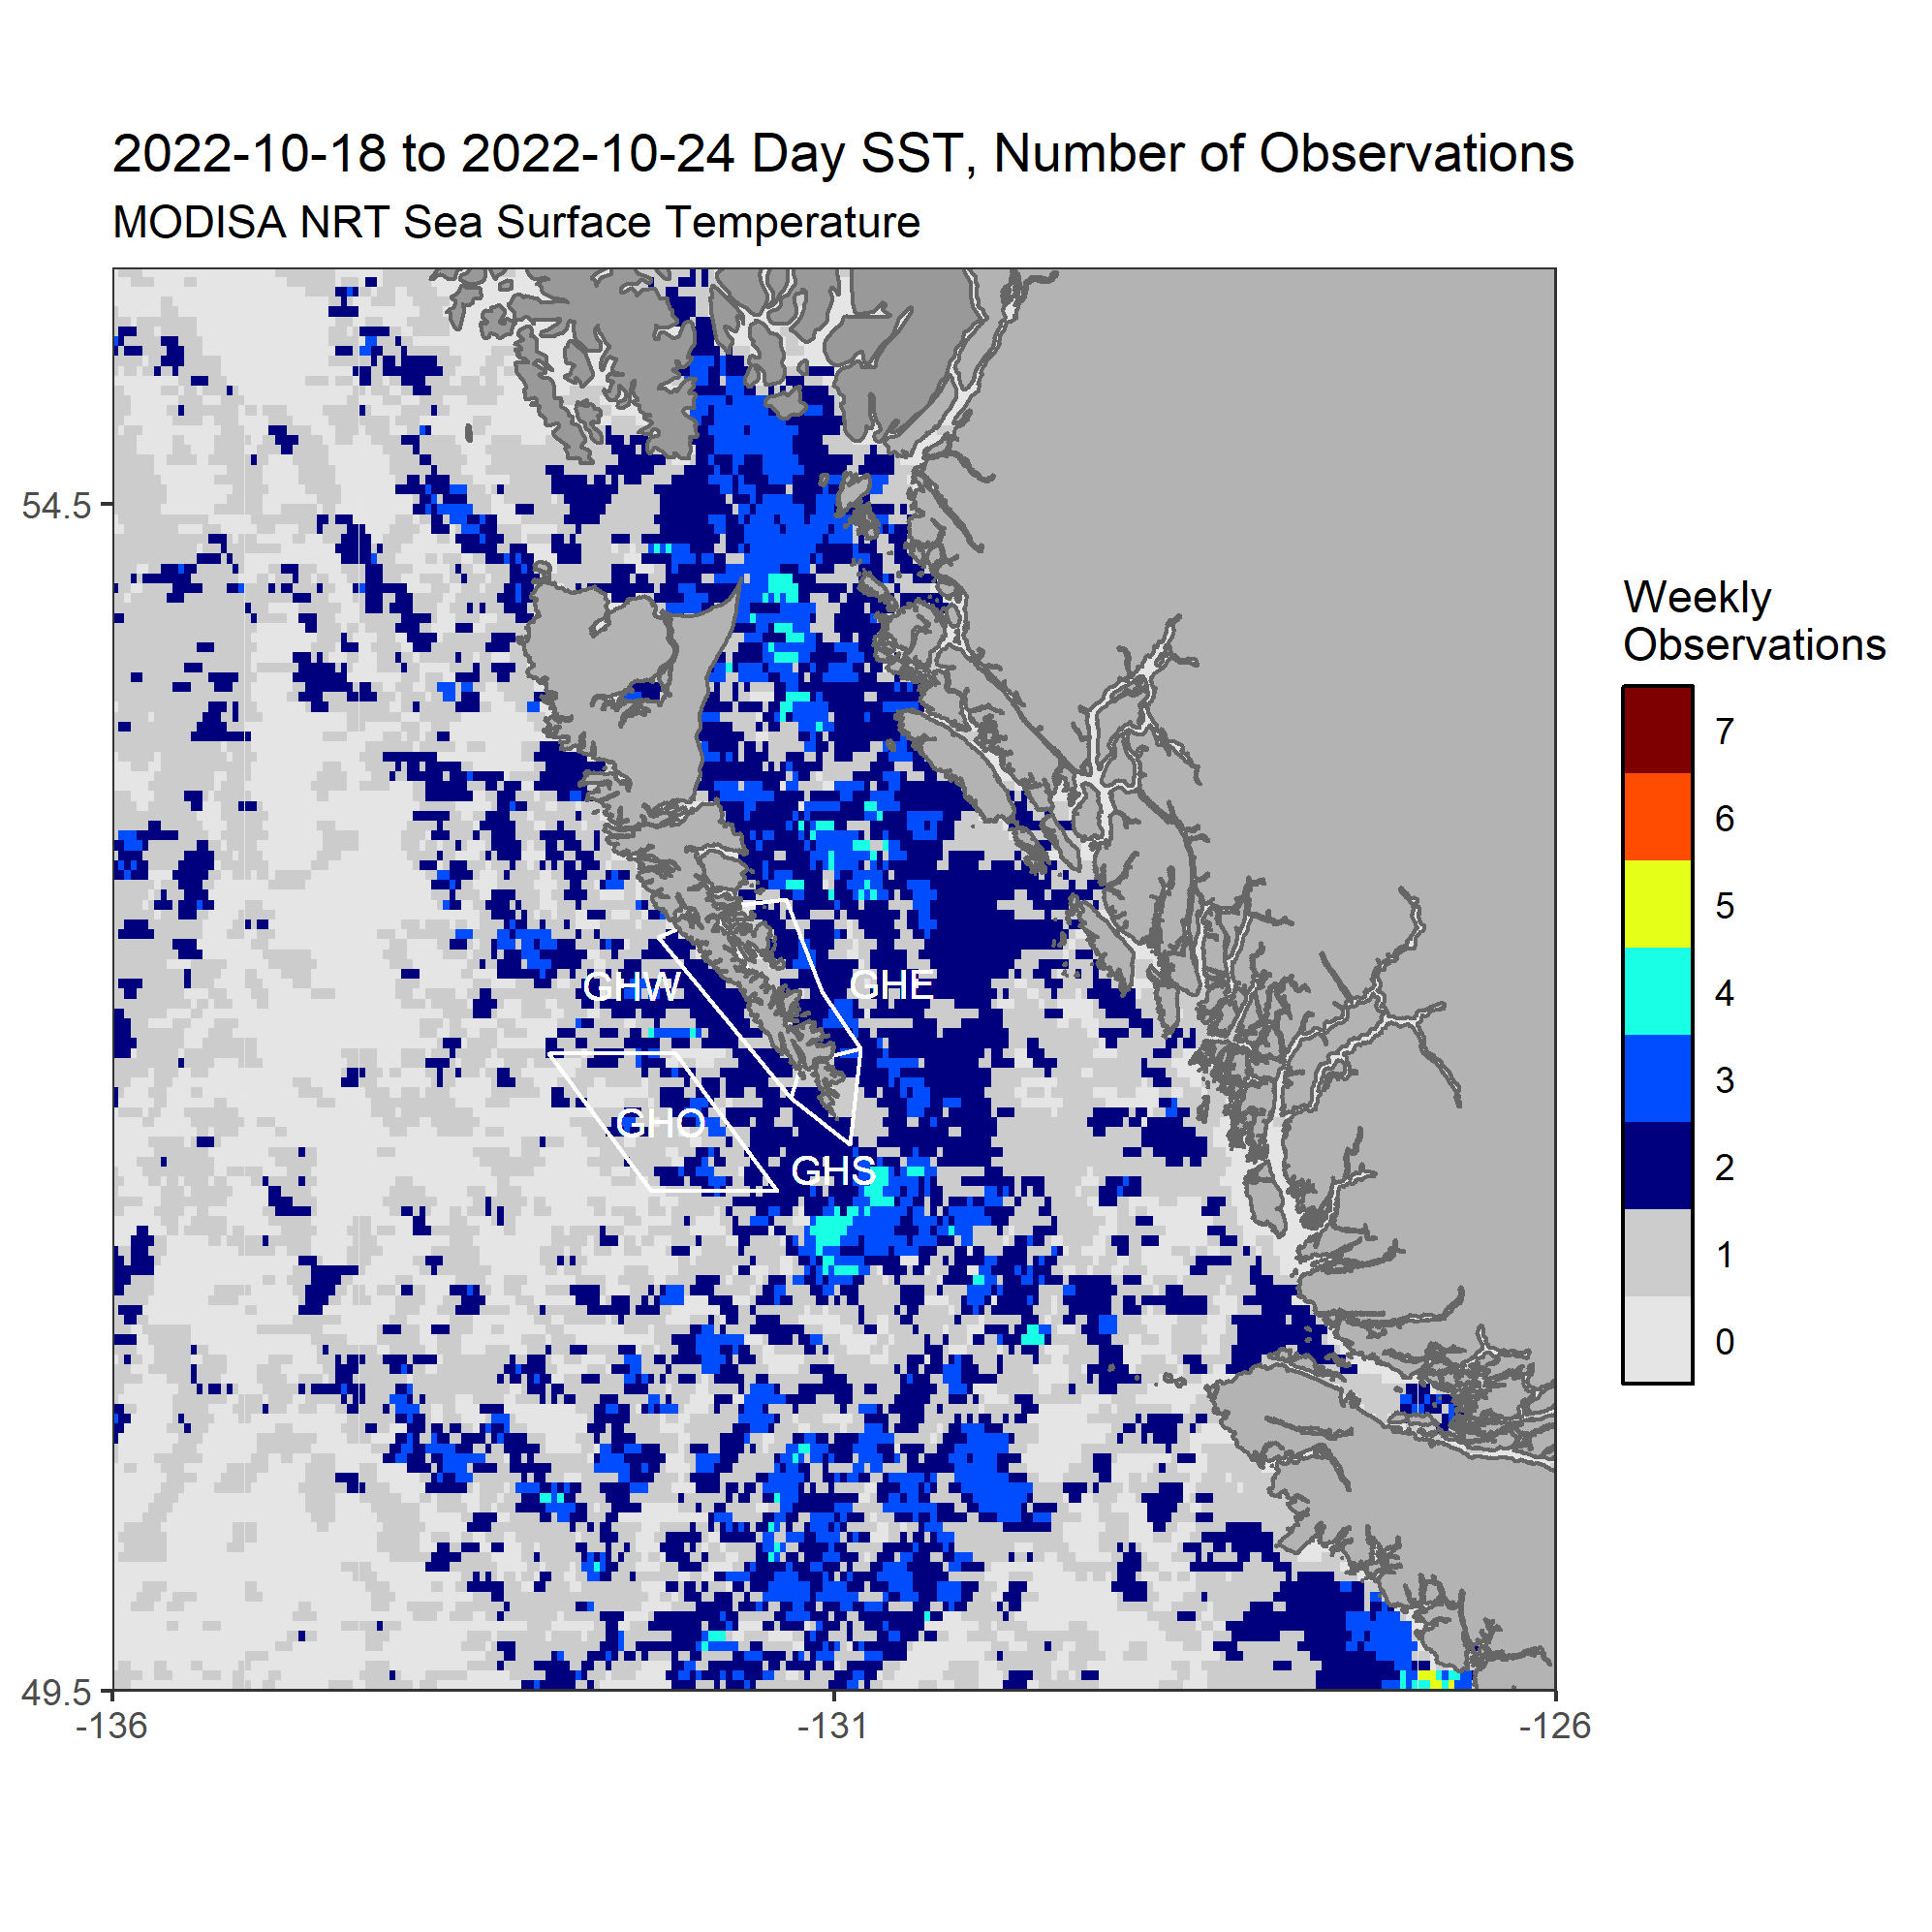 2022-10-18 to 2022-10-24 Day SST, Number of Observations
MODISA NRT Sea Surface Temperature
54.5
49.5
-136
-131
-126
GHW
GHE
GHO
GHS
Weekly
Observations
7
6
5
4
3
2
1
0